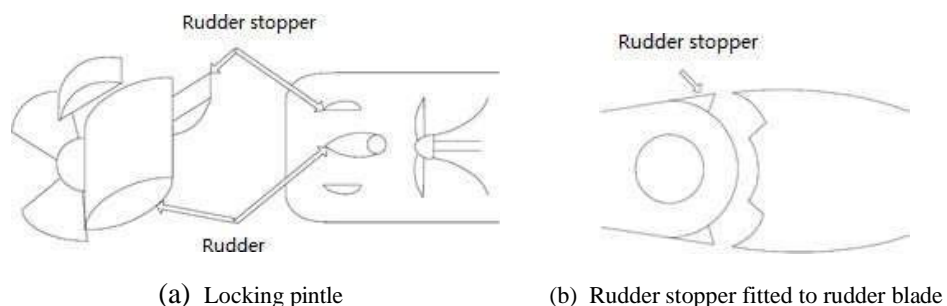 Rudder stopper
Rudder
(a) Locking pintle
Rudder stopper
(b) Rudder stopper fitted to rudder blade